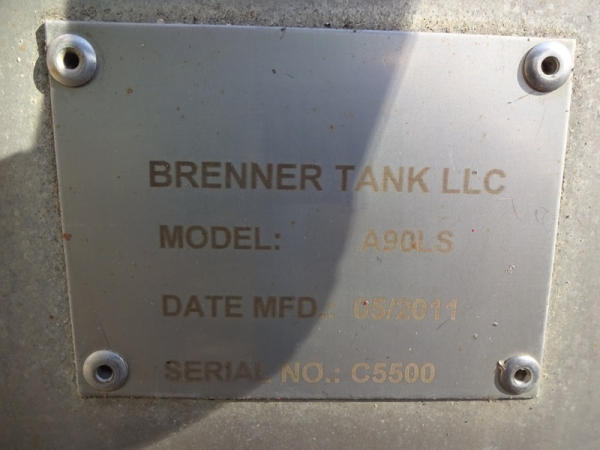 BRENNER TANK LLC
MODEL: A90LS
DATE MFD.: 05/2011
SERIAL NO.: C5500